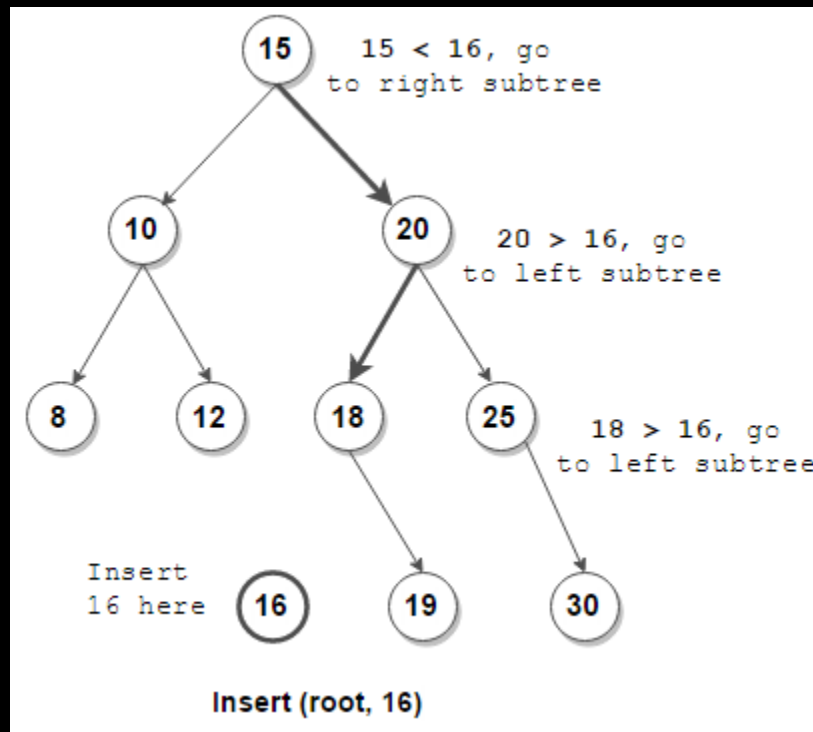 15
15 < 16, go
to right subtree
10
20
20 > 16, go
to left subtree
8
12
18
25
18 > 16, go
to left subtree
Insert
16 here
16
19
30
Insert (root, 16)